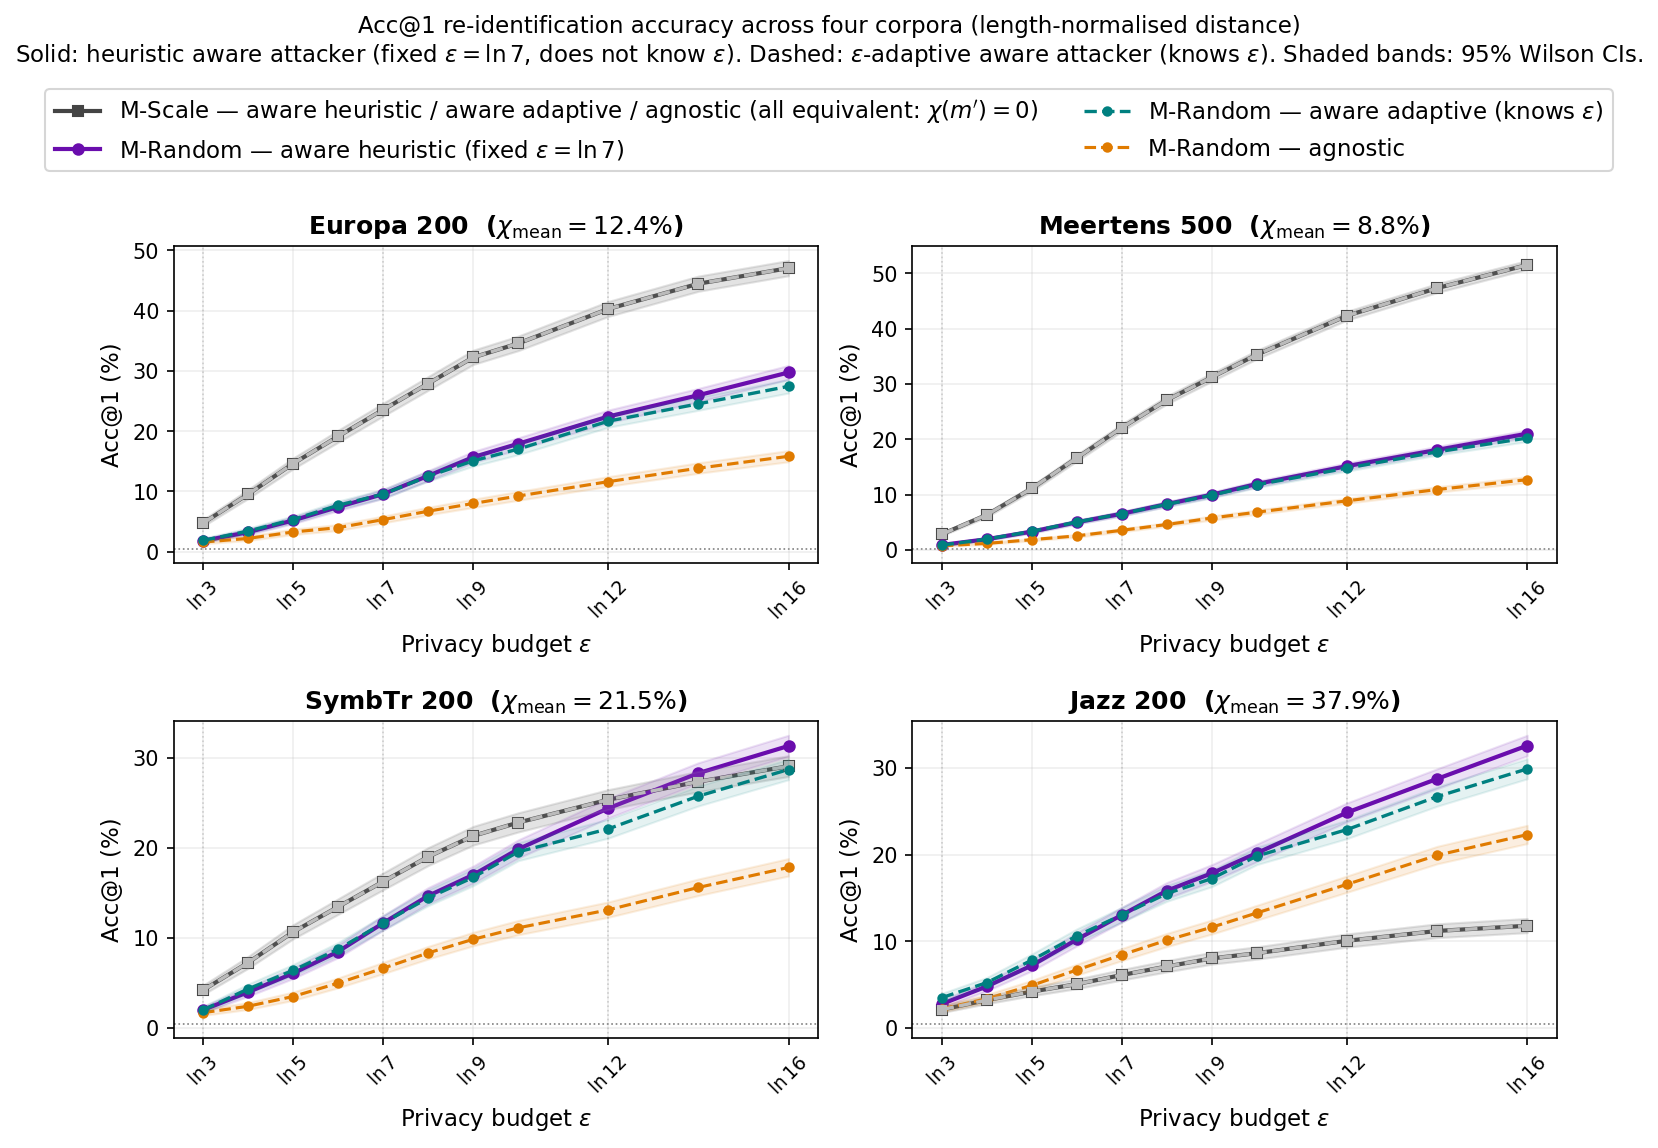 Acc@1 re-identification accuracy across four corpora (length-normalised distance)
Solid: heuristic aware attacker (fixed ε = ln 7, does not know ε). Dashed: ε-adaptive aware attacker (knows ε). Shaded bands: 95% Wilson CIs.
M-Scale — aware heuristic / aware adaptive / agnostic (all equivalent: χ(m′) = 0)
M-Random — aware heuristic (fixed ε = ln 7)
M-Random — aware adaptive (knows ε)
M-Random — agnostic
Europa 200 (χmean = 12.4%)
Acc@1 (%)
50
40
30
20
10
0
ln 3
ln 5
ln 7
ln 9
ln 12
ln 16
Privacy budget ε
Meertens 500 (χmean = 8.8%)
Acc@1 (%)
50
40
30
20
10
0
ln 3
ln 5
ln 7
ln 9
ln 12
ln 16
Privacy budget ε
SymbTr 200 (χmean = 21.5%)
Acc@1 (%)
30
20
10
0
ln 3
ln 5
ln 7
ln 9
ln 12
ln 16
Privacy budget ε
Jazz 200 (χmean = 37.9%)
Acc@1 (%)
30
20
10
0
ln 3
ln 5
ln 7
ln 9
ln 12
ln 16
Privacy budget ε